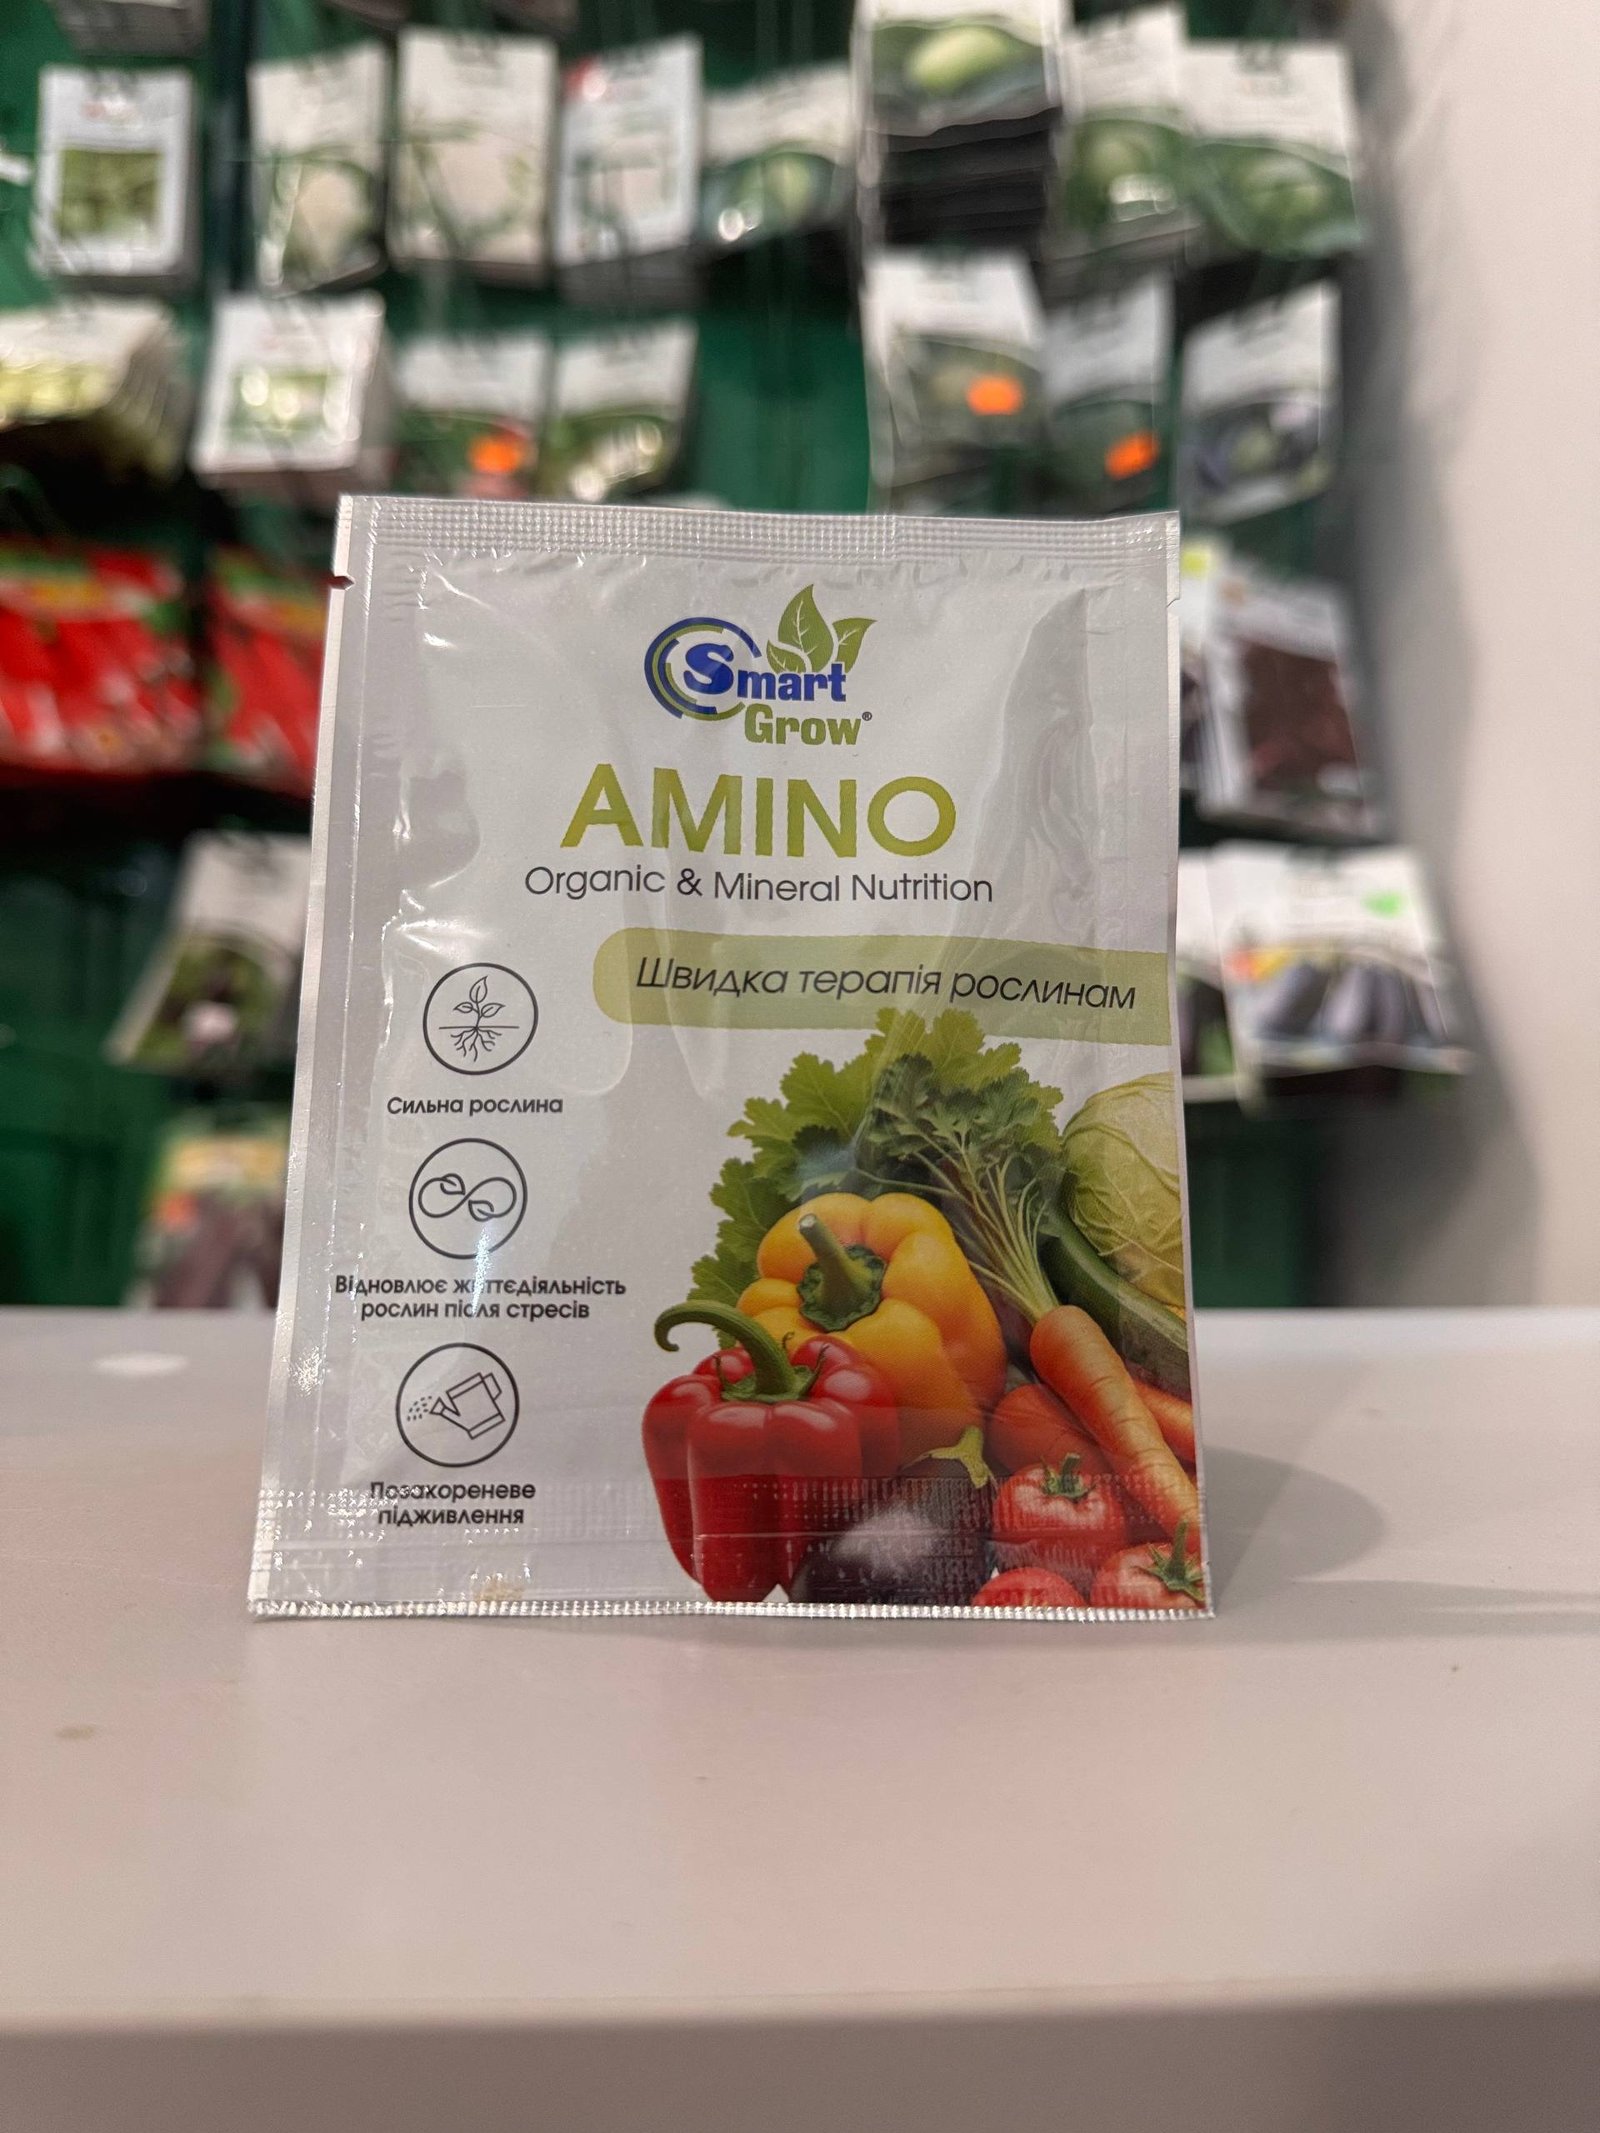 Smart
Grow®
AMINO
Organic & Mineral Nutrition
Швидка терапія рослинам
Сильна рослина
Відновлює життєдіяльність
рослин після стресів
Позакореневе
підживлення